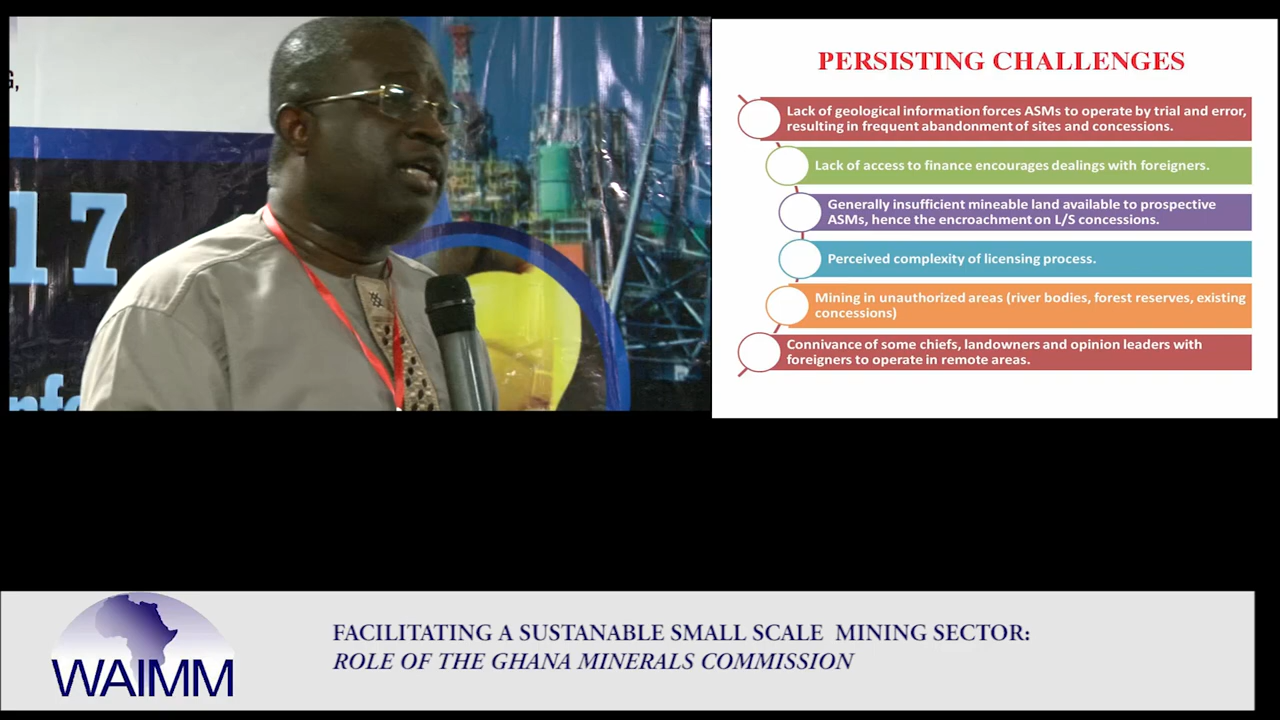 G,
17
nfe
PERSISTING CHALLENGES
Lack of geological information forces ASMs to operate by trial and error,
resulting in frequent abandonment of sites and concessions.
Lack of access to finance encourages dealings with foreigners.
Generally insufficient mineable land available to prospective
ASMs, hence the encroachment on L/S concessions.
Perceived complexity of licensing process.
Mining in unauthorized areas (river bodies, forest reserves, existing
concessions)
Connivance of some chiefs, landowners and opinion leaders with
foreigners to operate in remote areas.
WAIMM
FACILITATING A SUSTANABLE SMALL SCALE MINING SECTOR:
ROLE OF THE GHANA MINERALS COMMISSION